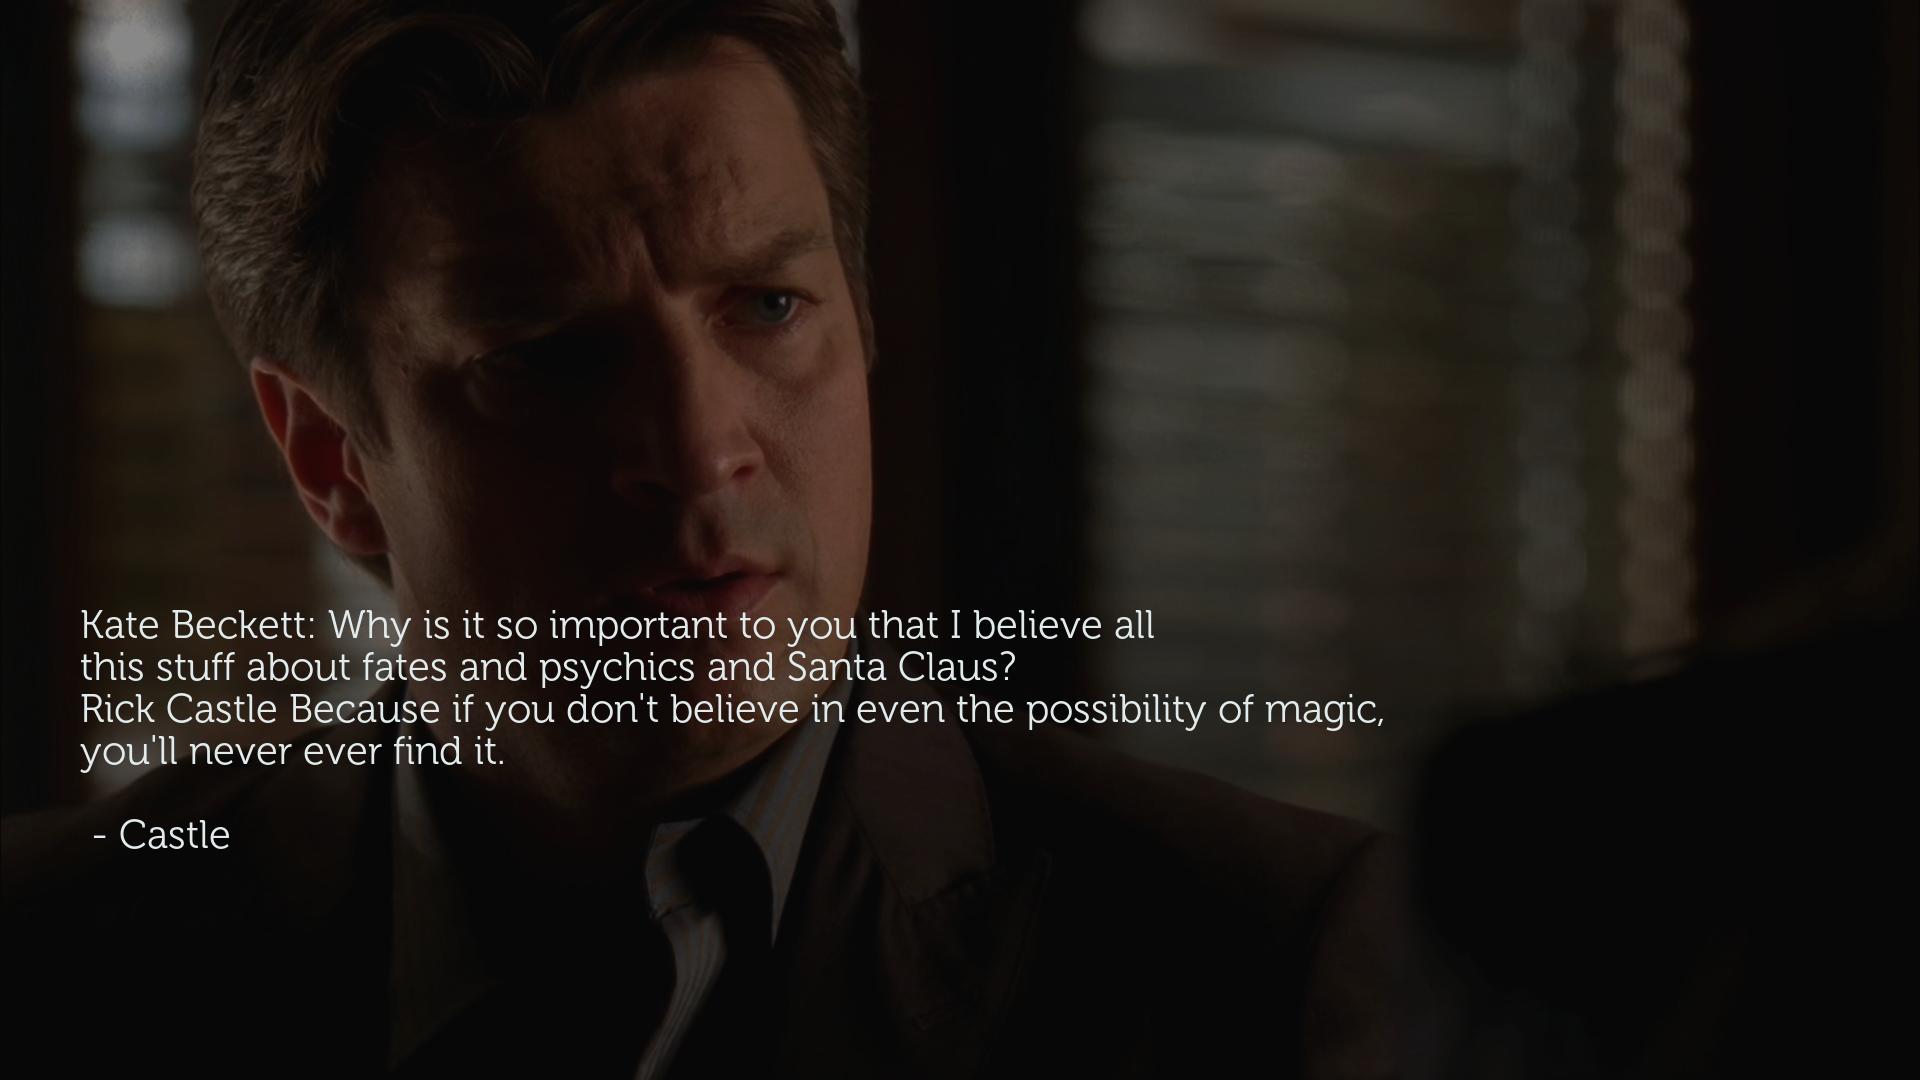 Kate Beckett: Why is it so important to you that I believe all
this stuff about fates and psychics and Santa Claus?
Rick Castle Because if you don't believe in even the possibility of magic,
you'll never ever find it.
- Castle